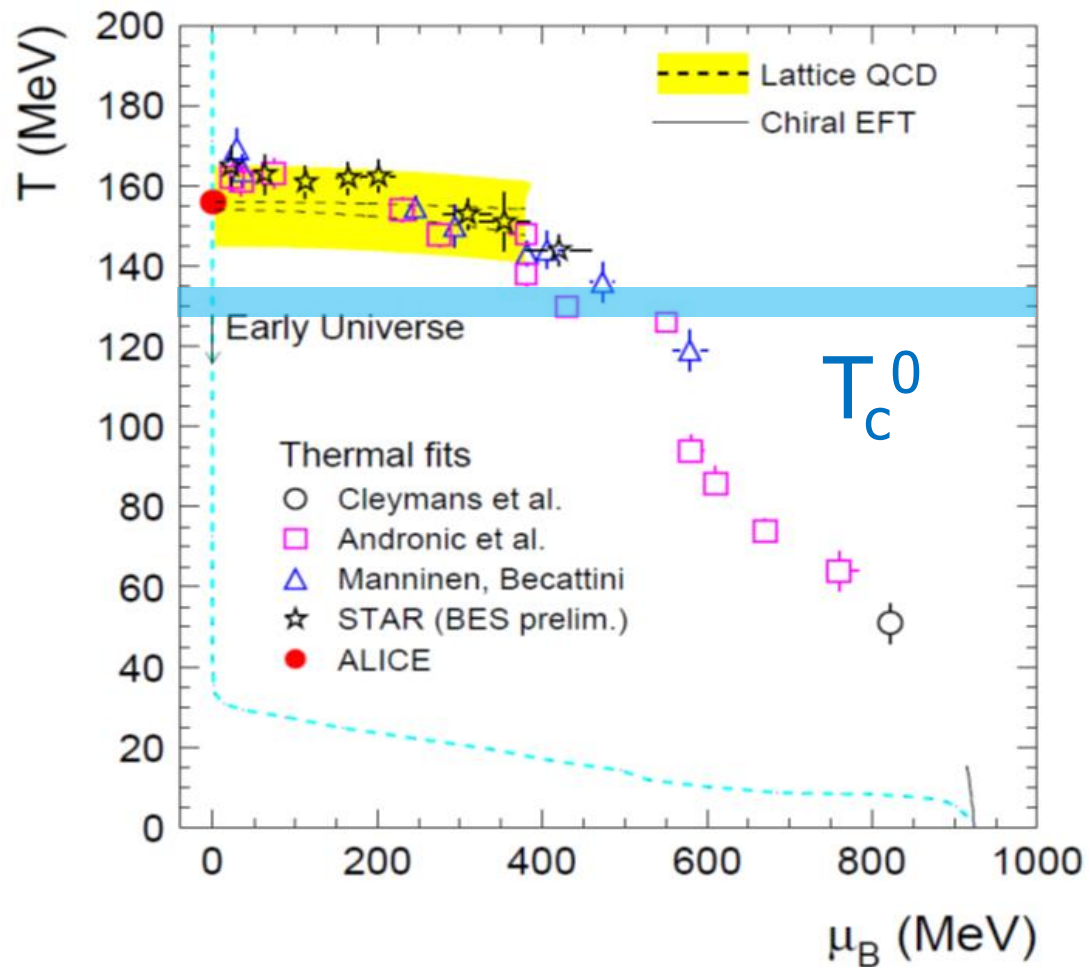 T (MeV)
200
180
160
140
120
100
80
60
40
20
0
Lattice QCD
Chiral EFT
Early Universe
T_c^0
Thermal fits
Cleymans et al.
Andronic et al.
Manninen, Becattini
STAR (BES prelim.)
ALICE
0 200 400 600 800 1000
μ_B (MeV)